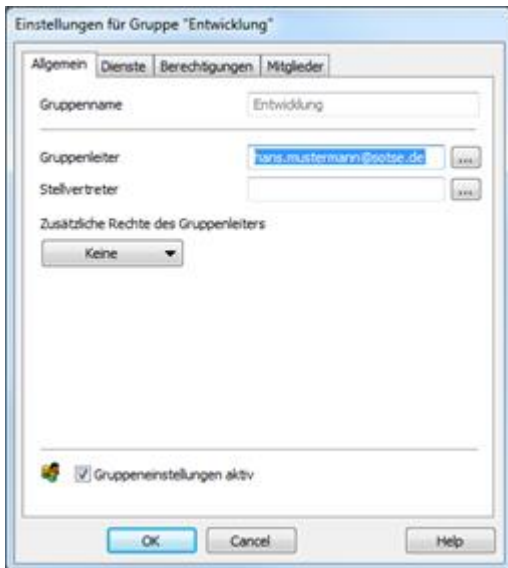 Einstellungen für Gruppe "Entwicklung"
Allgemein Dienste Berechtigungen Mitglieder
Gruppenname Entwicklung
Gruppenleiter hans.mustermann@sotse.de ...
Stellvertreter ...
Zusätzliche Rechte des Gruppenleiters
Keine
Gruppeneinstellungen aktiv
OK Cancel Help